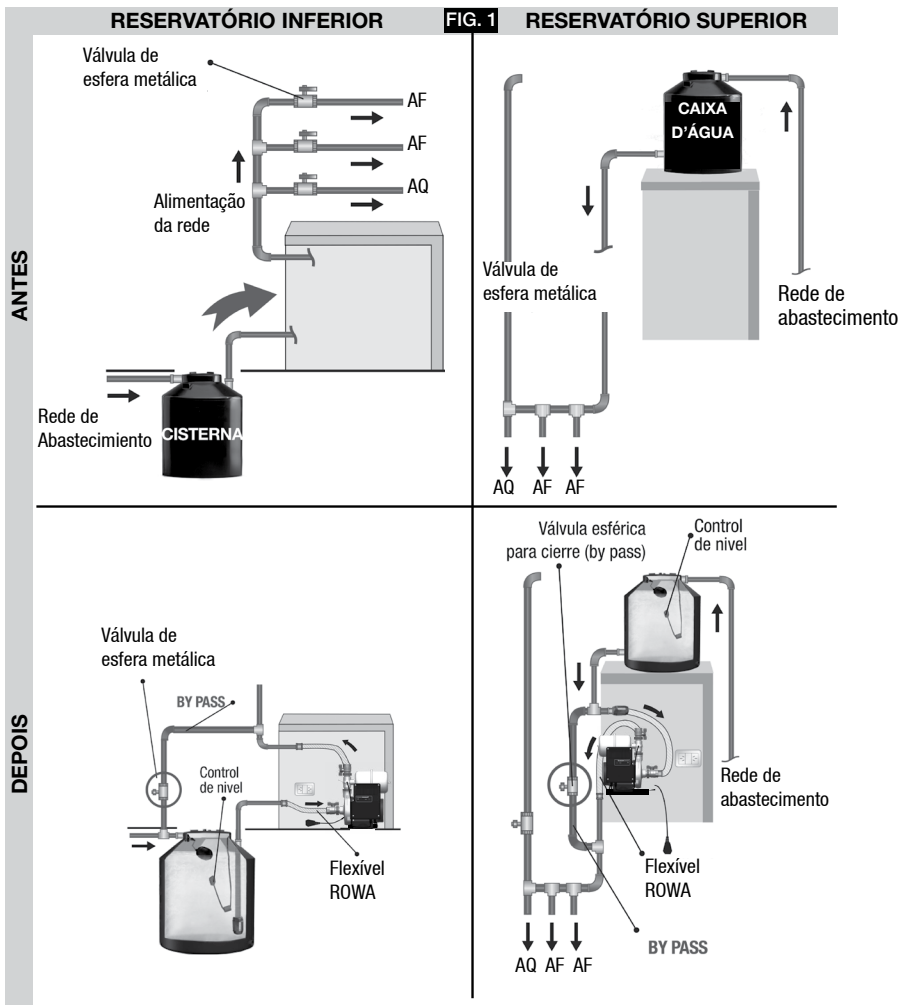 RESERVATÓRIO INFERIOR
FIG. 1
RESERVATÓRIO SUPERIOR
ANTES
Válvula de
esfera metálica
AF
AF
AQ
Alimentação
da rede
Rede de
Abastecimiento
CISTERNA
CAIXA
D'ÁGUA
Válvula de
esfera metálica
Rede de
abastecimento
AQ AF AF
DEPOIS
Válvula de
esfera metálica
BY PASS
Control
de nivel
Flexível
ROWA
Válvula esférica
para cierre (by pass)
Control
de nivel
Rede de
abastecimento
Flexível
ROWA
BY PASS
AQ AF AF